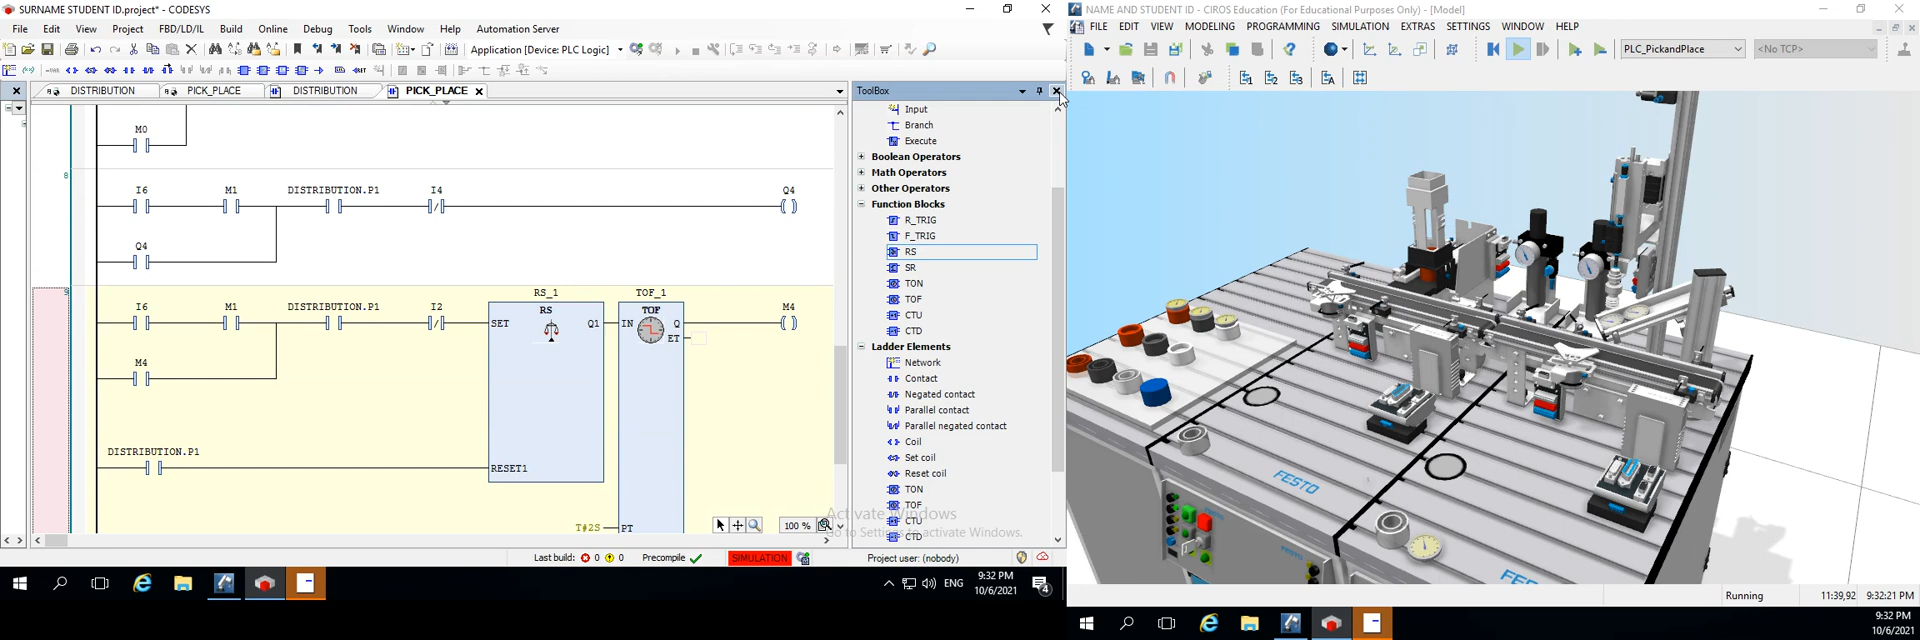 SURNAME STUDENT ID.project* - CODESYS
File Edit View Project FBD/LD/IL Build Online Debug Tools Window Help Automation Server
Application [Device: PLC Logic]
DISTRIBUTION PICK_PLACE DISTRIBUTION PICK_PLACE
M0
8
I6 M1 DISTRIBUTION.P1 I4 Q4
Q4
9
I6 M1 DISTRIBUTION.P1 I2 M4
RS_1 TOF_1
RS TOF
SET Q1 IN Q
ET
M4
DISTRIBUTION.P1
RESET1
T#2S PT
100 %
ToolBox
Input
Branch
Execute
Boolean Operators
Math Operators
Other Operators
Function Blocks
R_TRIG
F_TRIG
RS
SR
TON
TOF
CTU
CTD
Ladder Elements
Network
Contact
Negated contact
Parallel contact
Parallel negated contact
Coil
Set coil
Reset coil
TON
TOF
CTU
CTD
Activate Windows
Go to Settings to activate Windows.
Last build: 0 0 Precompile SIMULATION Project user: (nobody)
ENG 9:32 PM
10/6/2021
4
NAME AND STUDENT ID - CIROS Education (For Educational Purposes Only) - [Model]
FILE EDIT VIEW MODELING PROGRAMMING SIMULATION EXTRAS SETTINGS WINDOW HELP
PLC_PickandPlace <No TCP>
FESTO
FESTO
Running 11:39,92 9:32:21 PM
9:32 PM
10/6/2021